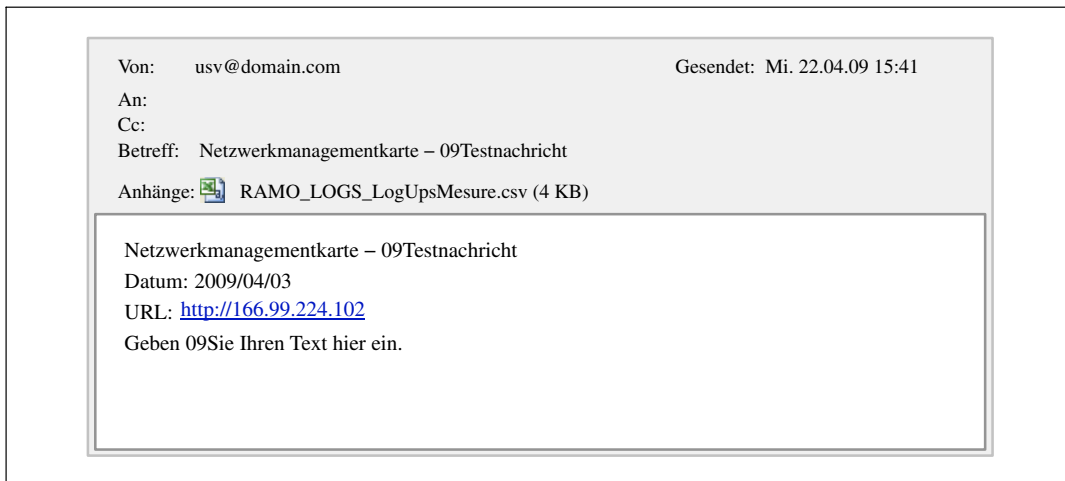 Von: usv@domain.com Gesendet: Mi. 22.04.09 15:41
An:
Cc:
Betreff: Netzwerkmanagementkarte – 09Testnachricht
Anhänge: RAMO_LOGS_LogUpsMesure.csv (4 KB)
Netzwerkmanagementkarte – 09Testnachricht
Datum: 2009/04/03
URL: http://166.99.224.102
Geben 09Sie Ihren Text hier ein.